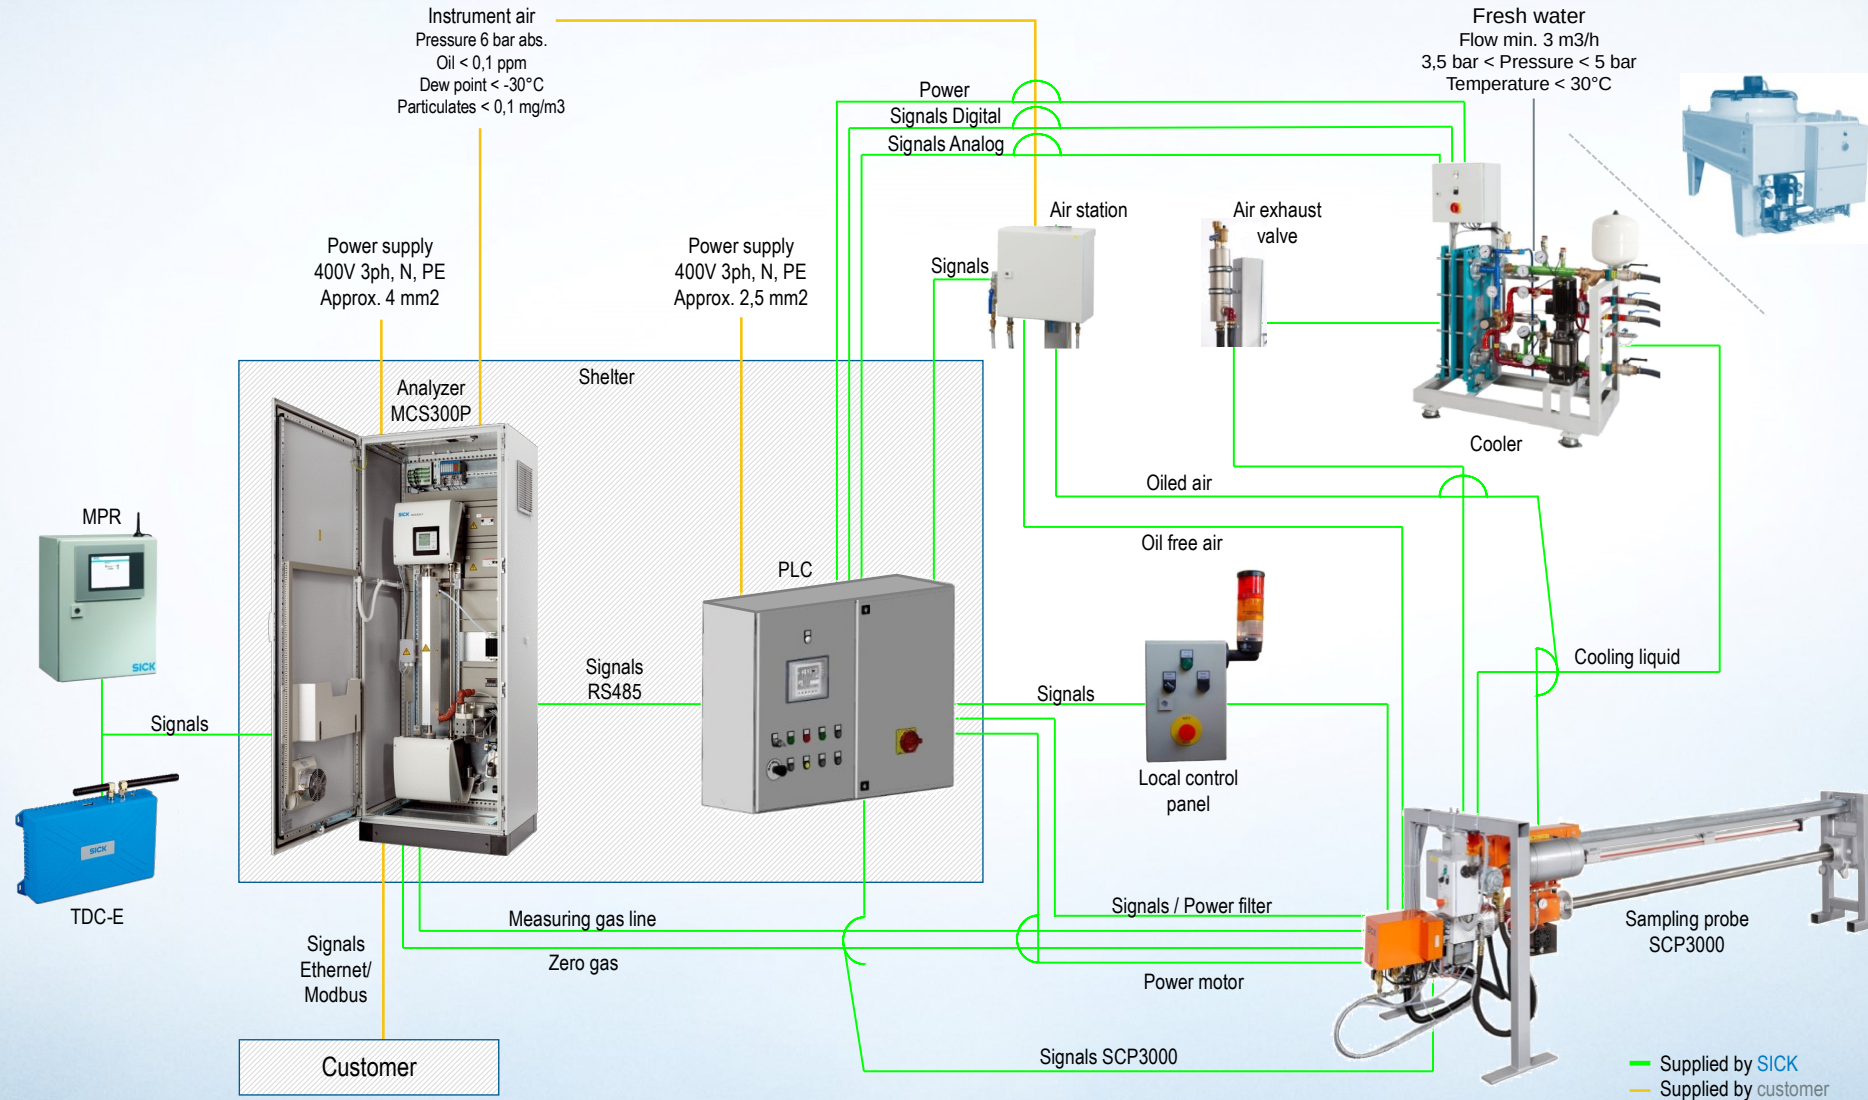 Instrument air
Pressure 6 bar abs.
Oil < 0,1 ppm
Dew point < -30°C
Particulates < 0,1 mg/m3
Fresh water
Flow min. 3 m3/h
3,5 bar < Pressure < 5 bar
Temperature < 30°C
Power
Signals Digital
Signals Analog
Power supply
400V 3ph, N, PE
Approx. 4 mm2
Power supply
400V 3ph, N, PE
Approx. 2,5 mm2
Signals
Air station
Air exhaust
valve
Cooler
Shelter
Analyzer
MCS300P
SICK
Oiled air
Oil free air
MPR
SICK
PLC
Signals
RS485
Signals
Signals
Cooling liquid
Local control
panel
SICK
TDC-E
Signals
Ethernet/
Modbus
Measuring gas line
Zero gas
Signals / Power filter
Power motor
Sampling probe
SCP3000
Signals SCP3000
Customer
Supplied by SICK
Supplied by customer